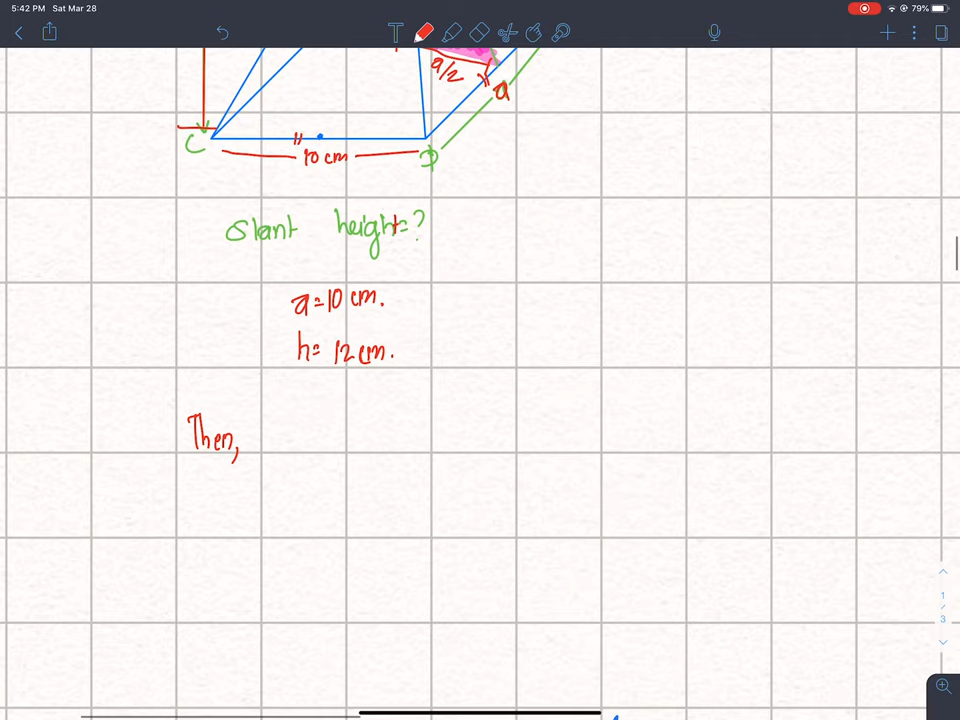 5:42 PM Sat Mar 28
79%
T
a/2
a
C
10 cm
D
slant height=?
a=10 cm.
h= 12 cm.
Then,
1
/
3